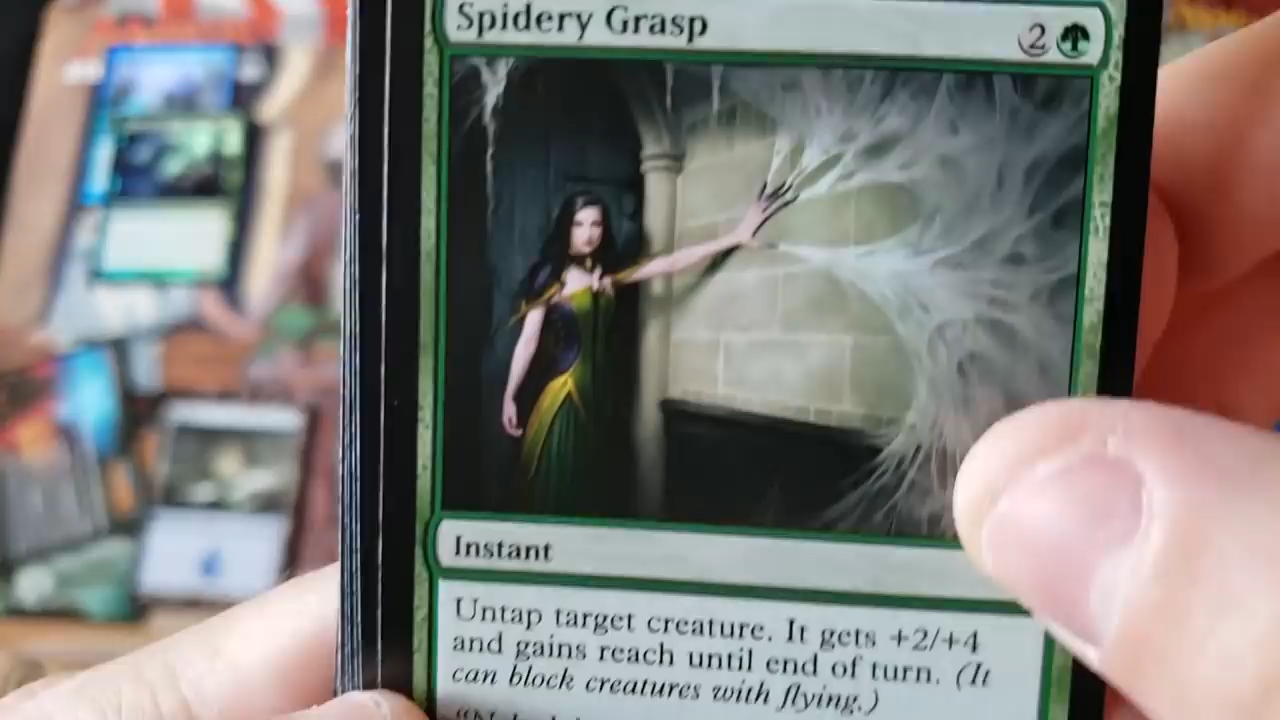 Spidery Grasp 2
Instant
Untap target creature. It gets +2/+4
and gains reach until end of turn. (It
can block creatures with flying.)